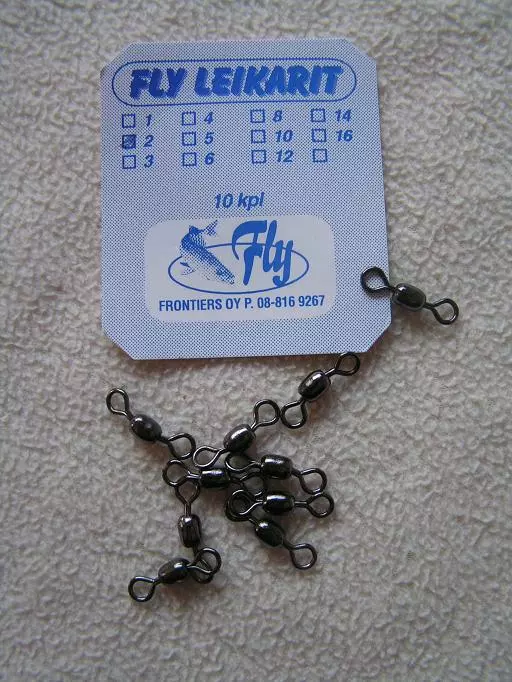 FLY LEIKARIT
1 4 8 14
2 5 10 16
3 6 12
10 kpl
Fly
FRONTIERS OY P. 08-816 9267